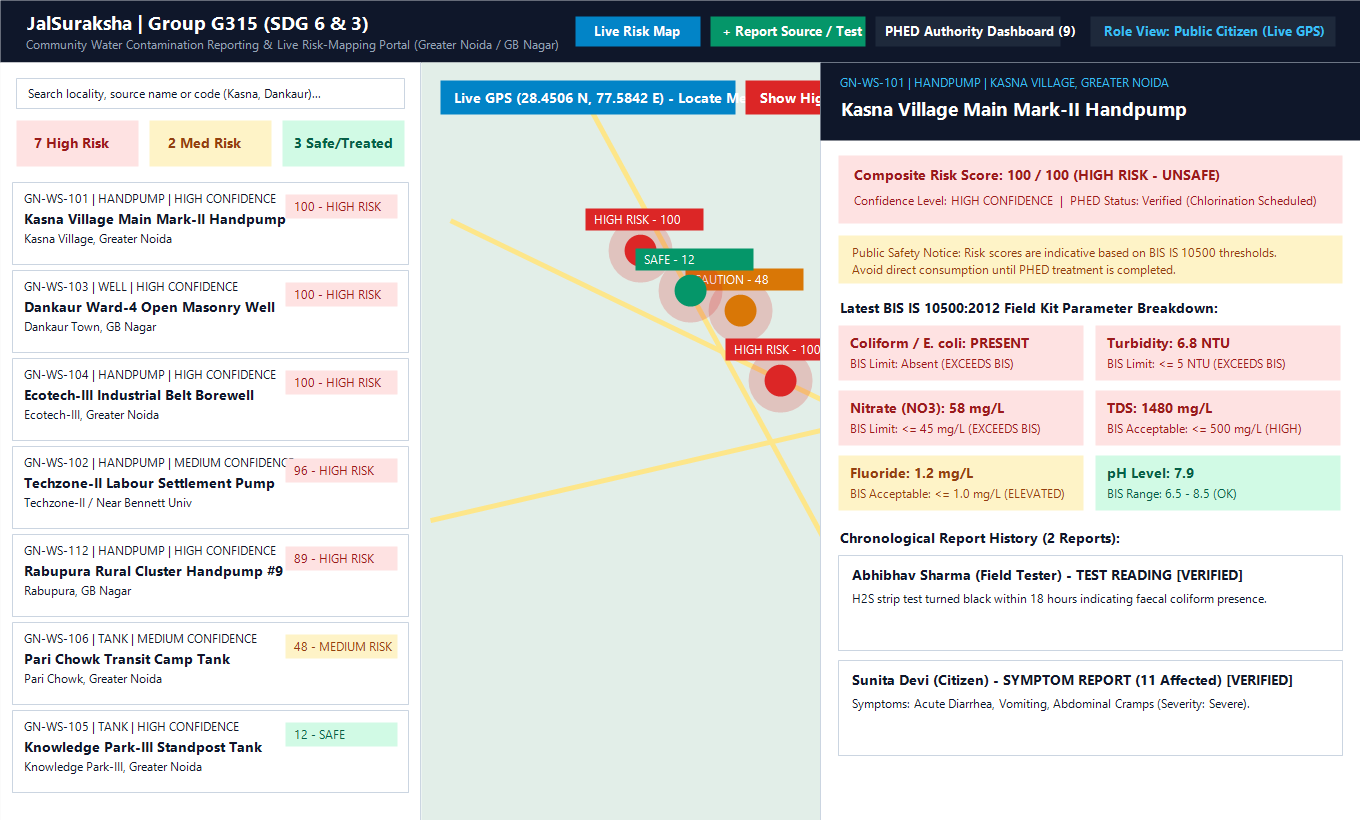 JalSuraksha | Group G315 (SDG 6 & 3)
Community Water Contamination Reporting & Live Risk-Mapping Portal (Greater Noida / GB Nagar)
Live Risk Map
+ Report Source / Test
PHED Authority Dashboard (9)
Role View: Public Citizen (Live GPS)
Search locality, source name or code (Kasna, Dankaur)...
7 High Risk
2 Med Risk
3 Safe/Treated
GN-WS-101 | HANDPUMP | HIGH CONFIDENCE
100 - HIGH RISK
Kasna Village Main Mark-II Handpump
Kasna Village, Greater Noida
GN-WS-103 | WELL | HIGH CONFIDENCE
100 - HIGH RISK
Dankaur Ward-4 Open Masonry Well
Dankaur Town, GB Nagar
GN-WS-104 | HANDPUMP | HIGH CONFIDENCE
100 - HIGH RISK
Ecotech-III Industrial Belt Borewell
Ecotech-III, Greater Noida
GN-WS-102 | HANDPUMP | MEDIUM CONFIDENCE
96 - HIGH RISK
Techzone-II Labour Settlement Pump
Techzone-II / Near Bennett Univ
GN-WS-112 | HANDPUMP | HIGH CONFIDENCE
89 - HIGH RISK
Rabupura Rural Cluster Handpump #9
Rabupura, GB Nagar
GN-WS-106 | TANK | MEDIUM CONFIDENCE
48 - MEDIUM RISK
Pari Chowk Transit Camp Tank
Pari Chowk, Greater Noida
GN-WS-105 | TANK | HIGH CONFIDENCE
12 - SAFE
Knowledge Park-III Standpost Tank
Knowledge Park-III, Greater Noida
Live GPS (28.4506 N, 77.5842 E) - Locate
Show
HIGH RISK - 100
SAFE - 12
- 48
HIGH RISK - 100
GN-WS-101 | HANDPUMP | KASNA VILLAGE, GREATER NOIDA
Kasna Village Main Mark-II Handpump
Composite Risk Score: 100 / 100 (HIGH RISK - UNSAFE)
Confidence Level: HIGH CONFIDENCE | PHED Status: Verified (Chlorination Scheduled)
Public Safety Notice: Risk scores are indicative based on BIS IS 10500 thresholds.
Avoid direct consumption until PHED treatment is completed.
Latest BIS IS 10500:2012 Field Kit Parameter Breakdown:
Coliform / E. coli: PRESENT
BIS Limit: Absent (EXCEEDS BIS)
Turbidity: 6.8 NTU
BIS Limit: <= 5 NTU (EXCEEDS BIS)
Nitrate (NO3): 58 mg/L
BIS Limit: <= 45 mg/L (EXCEEDS BIS)
TDS: 1480 mg/L
BIS Acceptable: <= 500 mg/L (HIGH)
Fluoride: 1.2 mg/L
BIS Acceptable: <= 1.0 mg/L (ELEVATED)
pH Level: 7.9
BIS Range: 6.5 - 8.5 (OK)
Chronological Report History (2 Reports):
Abhibhav Sharma (Field Tester) - TEST READING [VERIFIED]
H2S strip test turned black within 18 hours indicating faecal coliform presence.
Sunita Devi (Citizen) - SYMPTOM REPORT (11 Affected) [VERIFIED]
Symptoms: Acute Diarrhea, Vomiting, Abdominal Cramps (Severity: Severe).